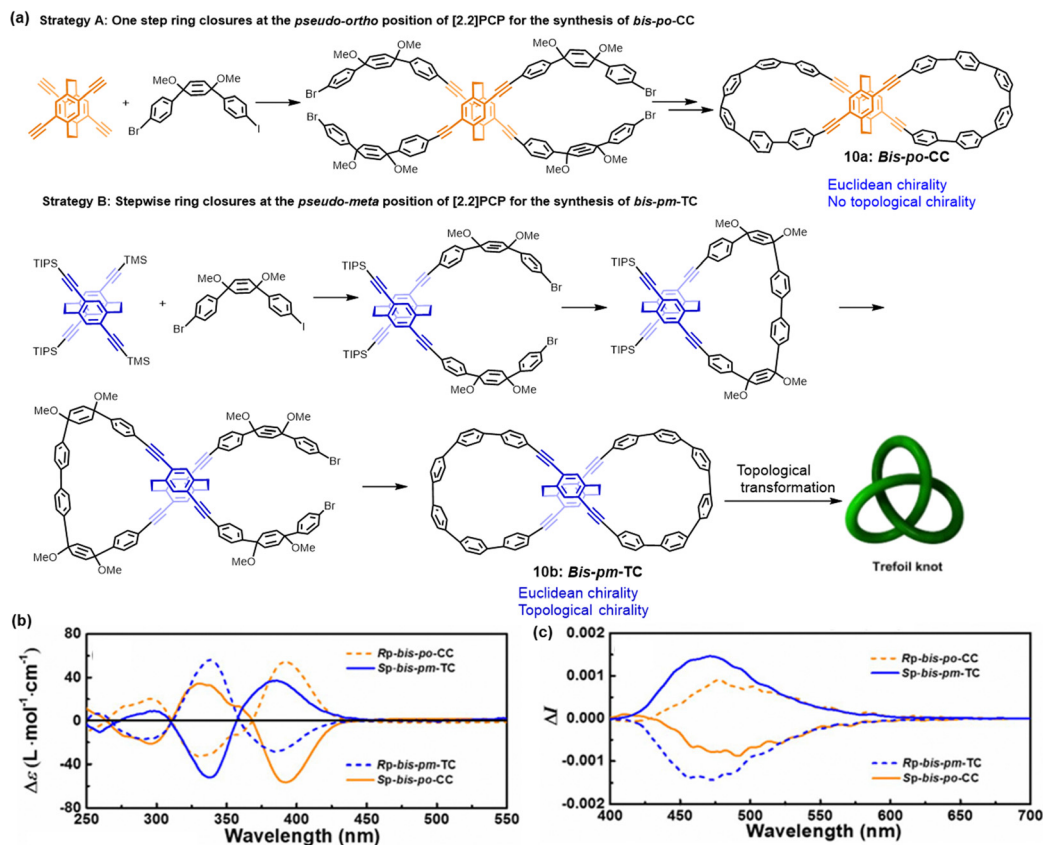 (a) Strategy A: One step ring closures at the pseudo-ortho position of [2.2]PCP for the synthesis of bis-po-CC
MeO
OMe
Br
I
+
MeO
OMe
Br
Br
MeO
OMe
MeO
OMe
Br
Br
MeO
OMe
10a: Bis-po-CC
Euclidean chirality
No topological chirality
Strategy B: Stepwise ring closures at the pseudo-meta position of [2.2]PCP for the synthesis of bis-pm-TC
TIPS
TMS
TIPS
TMS
+
MeO
OMe
Br
I
TIPS
TIPS
MeO
OMe
Br
Br
MeO
OMe
TIPS
TIPS
MeO
OMe
MeO
OMe
MeO
OMe
MeO
OMe
MeO
OMe
Br
Br
MeO
OMe
10b: Bis-pm-TC
Euclidean chirality
Topological chirality
Topological
transformation
Trefoil knot
(b)
80
40
0
-40
-80
Δε (L·mol⁻¹·cm⁻¹)
Rp-bis-po-CC
Sp-bis-pm-TC
Rp-bis-pm-TC
Sp-bis-po-CC
250 300 350 400 450 500 550
Wavelength (nm)
(c)
0.002
0.001
0.000
-0.001
-0.002
ΔI
Rp-bis-po-CC
Sp-bis-pm-TC
Rp-bis-pm-TC
Sp-bis-po-CC
400 450 500 550 600 650 700
Wavelength (nm)